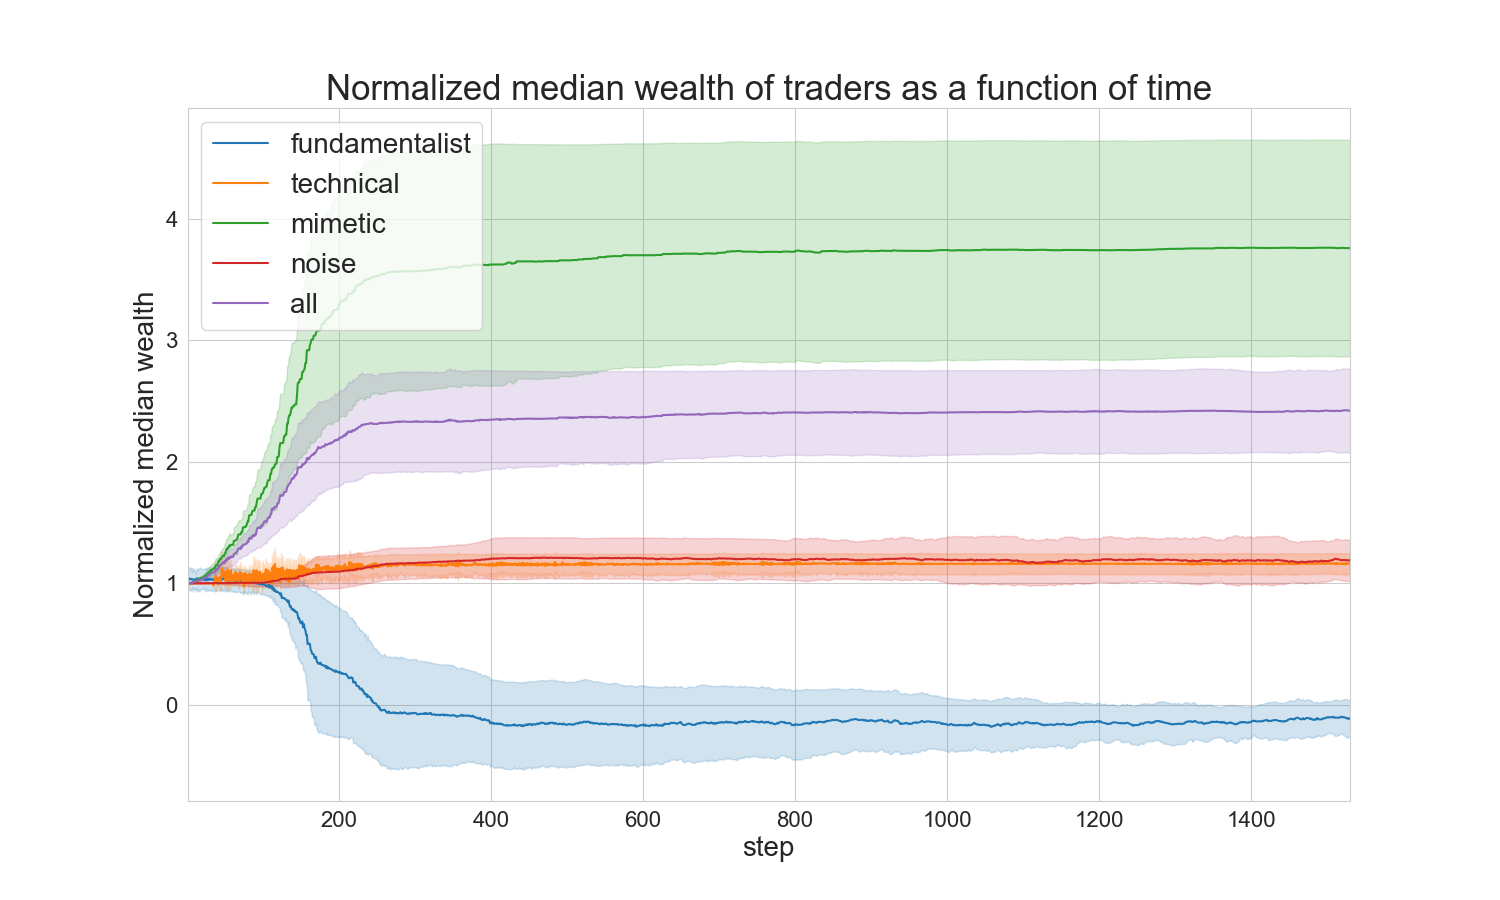 Normalized median wealth of traders as a function of time
fundamentalist
technical
mimetic
noise
all
Normalized median wealth
4
3
2
1
0
200 400 600 800 1000 1200 1400
step